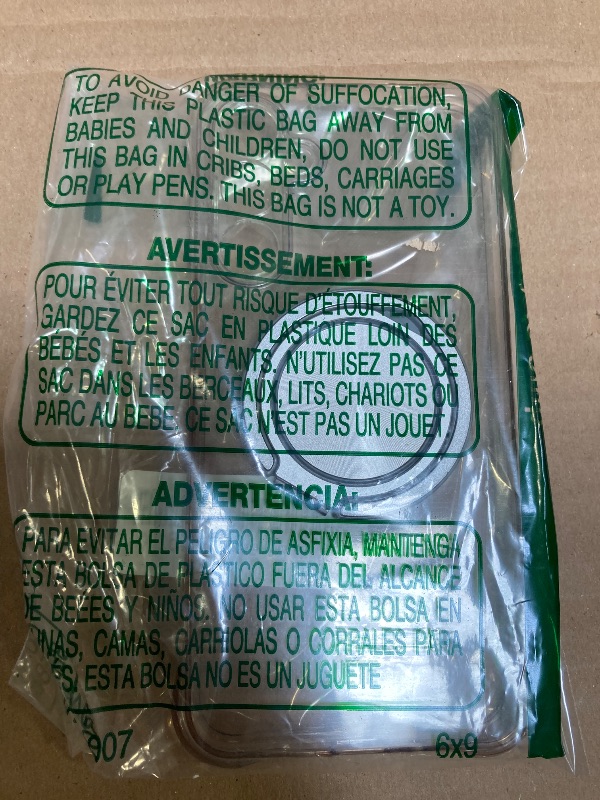 WARNING:
TO AVOID DANGER OF SUFFOCATION,
KEEP THIS PLASTIC BAG AWAY FROM
BABIES AND CHILDREN, DO NOT USE
THIS BAG IN CRIBS, BEDS, CARRIAGES
OR PLAY PENS. THIS BAG IS NOT A TOY.
AVERTISSEMENT:
POUR ÉVITER TOUT RISQUE D'ÉTOUFFEMENT,
GARDEZ CE SAC EN PLASTIQUE LOIN DES
BÉBÉS ET LES ENFANTS. N'UTILISEZ PAS CE
SAC DANS LES BERCEAUX, LITS, CHARIOTS OU
PARC AU BEBE. CE SAC N'EST PAS UN JOUET.
ADVERTENCIA:
PARA EVITAR EL PELIGRO DE ASFIXIA, MANTENGA
ESTA BOLSA DE PLASTICO FUERA DEL ALCANCE
DE BEBES Y NIÑOS. NO USAR ESTA BOLSA EN
CAMAS, CARRIOLAS O CORRALES PARA
ESTA BOLSA NO ES UN JUGUETE
907
6x9